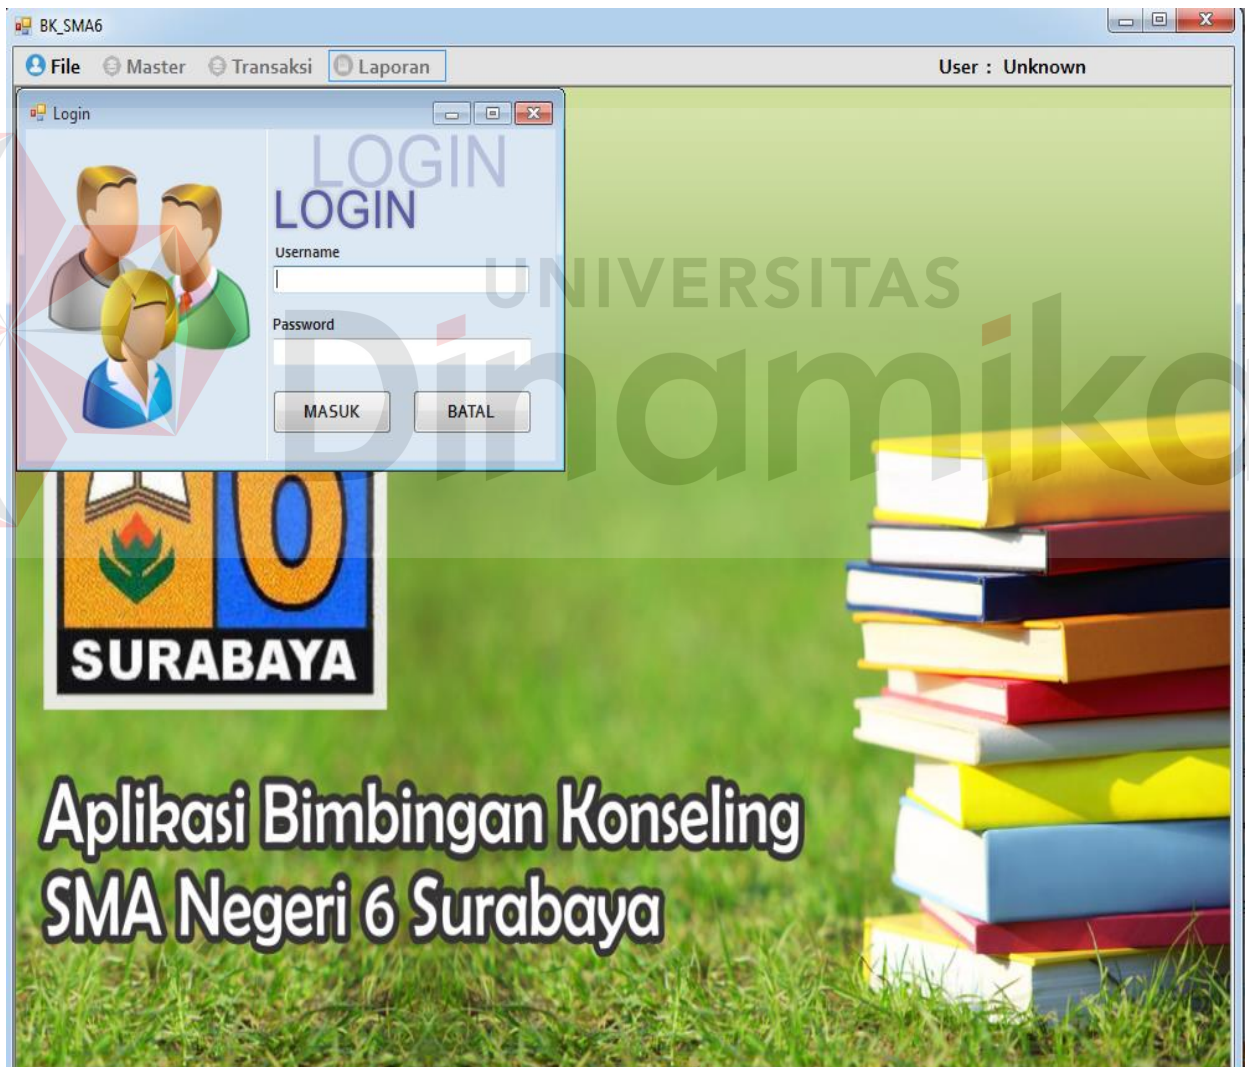 BK_SMA6
File Master Transaksi Laporan User : Unknown
Login
LOGIN
LOGIN
Username
Password
MASUK BATAL
UNIVERSITAS
Dinamika
6
SURABAYA
Aplikasi Bimbingan Konseling
SMA Negeri 6 Surabaya